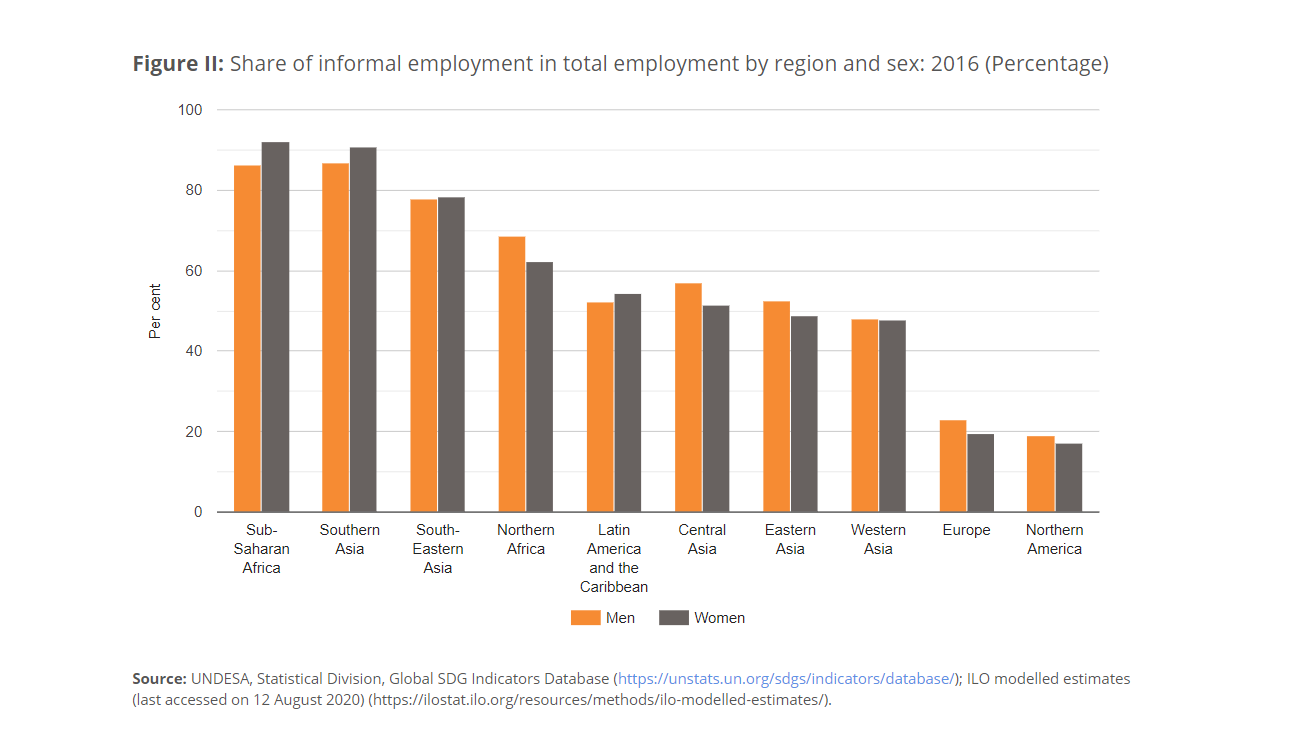 Figure II: Share of informal employment in total employment by region and sex: 2016 (Percentage)
100
80
60
40
20
0
Per cent
Sub-
Saharan
Africa
Southern
Asia
South-
Eastern
Asia
Northern
Africa
Latin
America
and the
Caribbean
Central
Asia
Eastern
Asia
Western
Asia
Europe
Northern
America
Men
Women
Source: UNDESA, Statistical Division, Global SDG Indicators Database (https://unstats.un.org/sdgs/indicators/database/); ILO modelled estimates
(last accessed on 12 August 2020) (https://ilostat.ilo.org/resources/methods/ilo-modelled-estimates/).